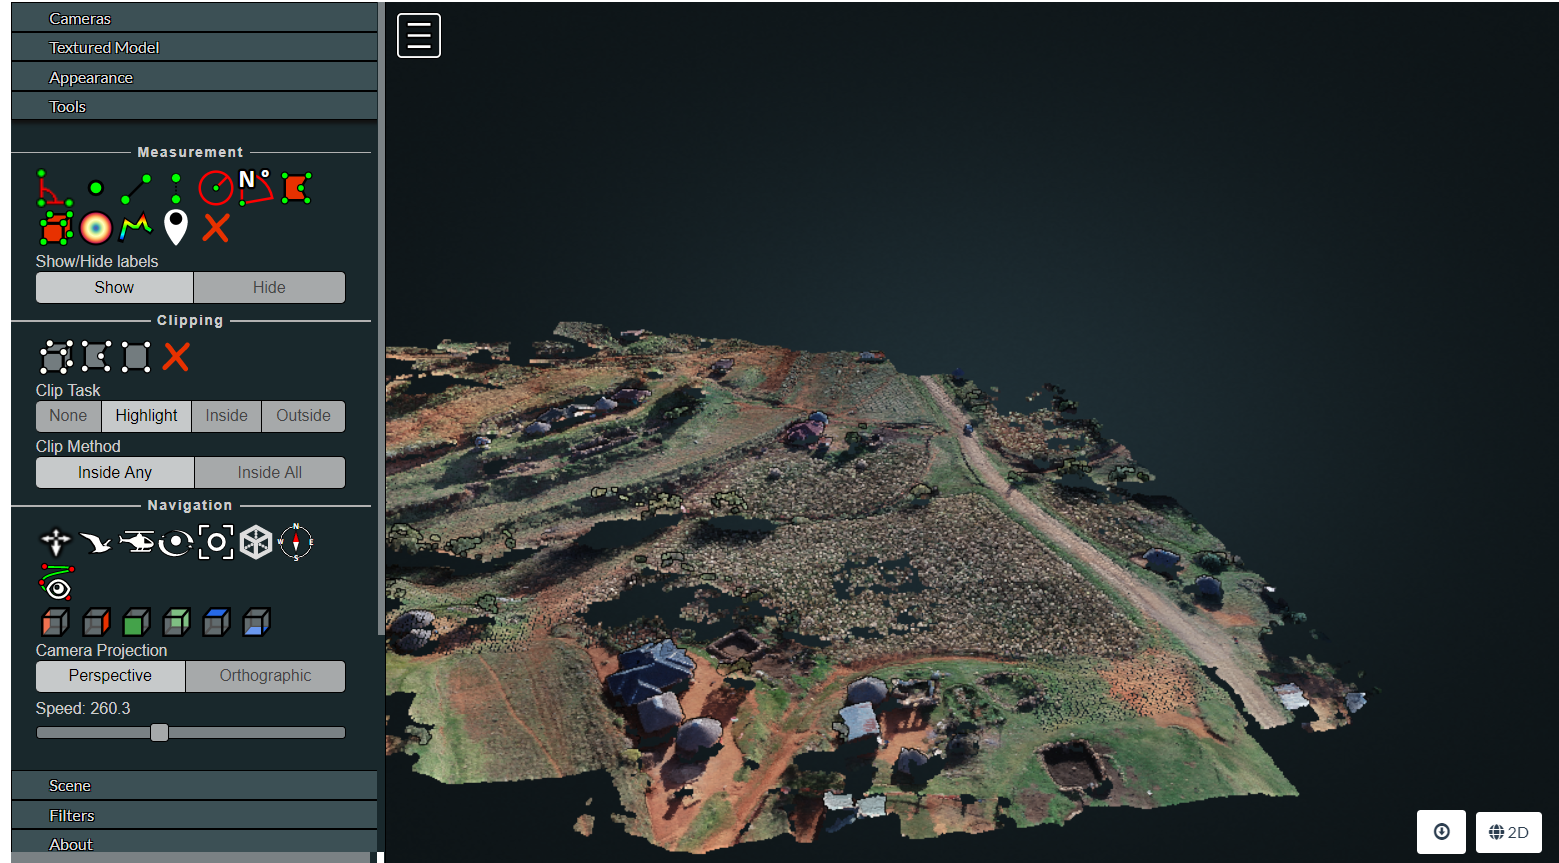 Cameras
Textured Model
Appearance
Tools
Measurement
N °
Show/Hide labels
Show Hide
Clipping
Clip Task
None Highlight Inside Outside
Clip Method
Inside Any Inside All
Navigation
N
W E
S
Camera Projection
Perspective Orthographic
Speed: 260.3
Scene
Filters
About
2D